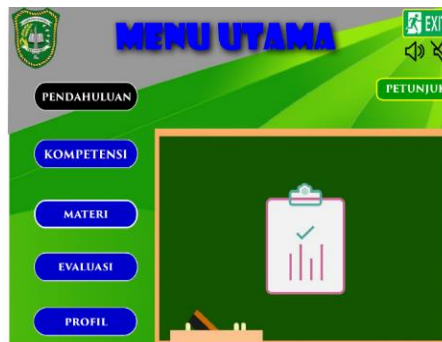 MENU UTAMA
EXIT
PETUNJUK
PENDAHULUAN
KOMPETENSI
MATERI
EVALUASI
PROFIL